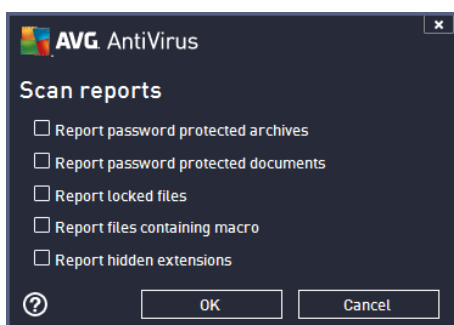 AVG. AntiVirus
Scan reports
Report password protected archives
Report password protected documents
Report locked files
Report files containing macro
Report hidden extensions
OK
Cancel